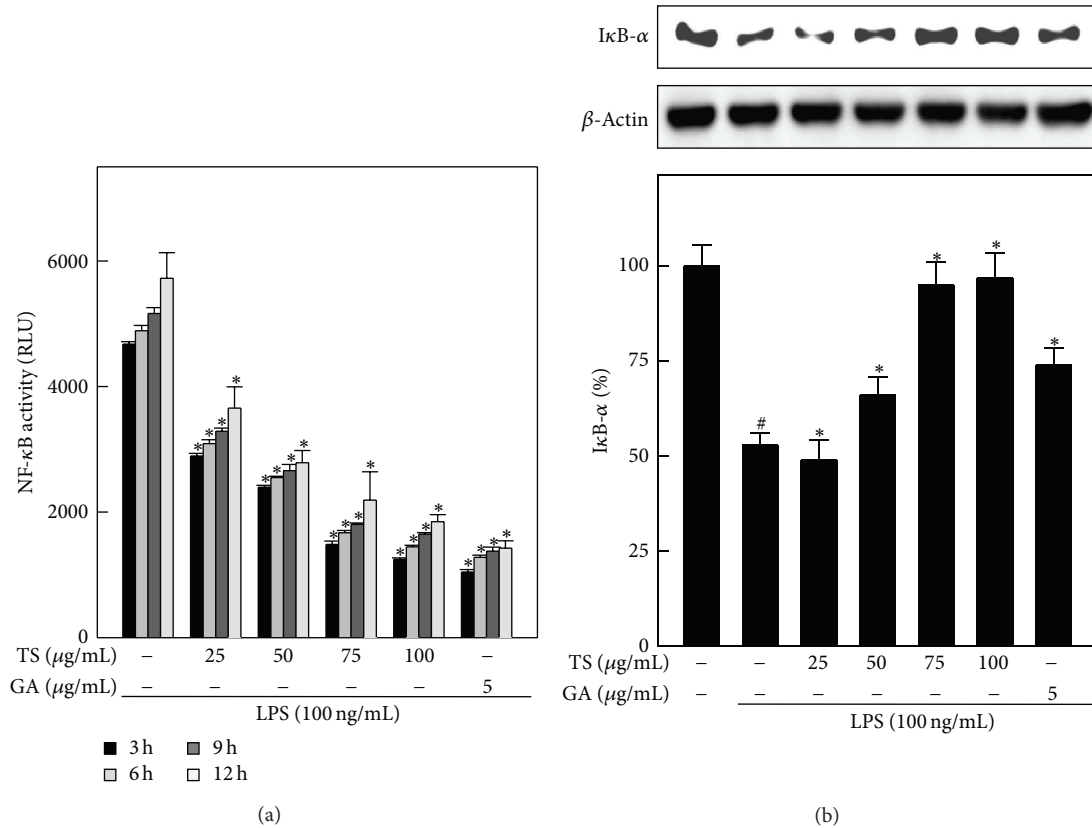 NF-κB activity (RLU)
6000
4000
2000
0
* * * *
* * * *
* * * *
* * * *
* * * *
TS (μg/mL) – 25 50 75 100 –
GA (μg/mL) – – – – – 5
LPS (100 ng/mL)
3 h 9 h
6 h 12 h
(a)
IκB-α
β-Actin
IκB-α (%)
100
75
50
25
0
# * * * * *
TS (μg/mL) – – 25 50 75 100 –
GA (μg/mL) – – – – – – 5
LPS (100 ng/mL)
(b)